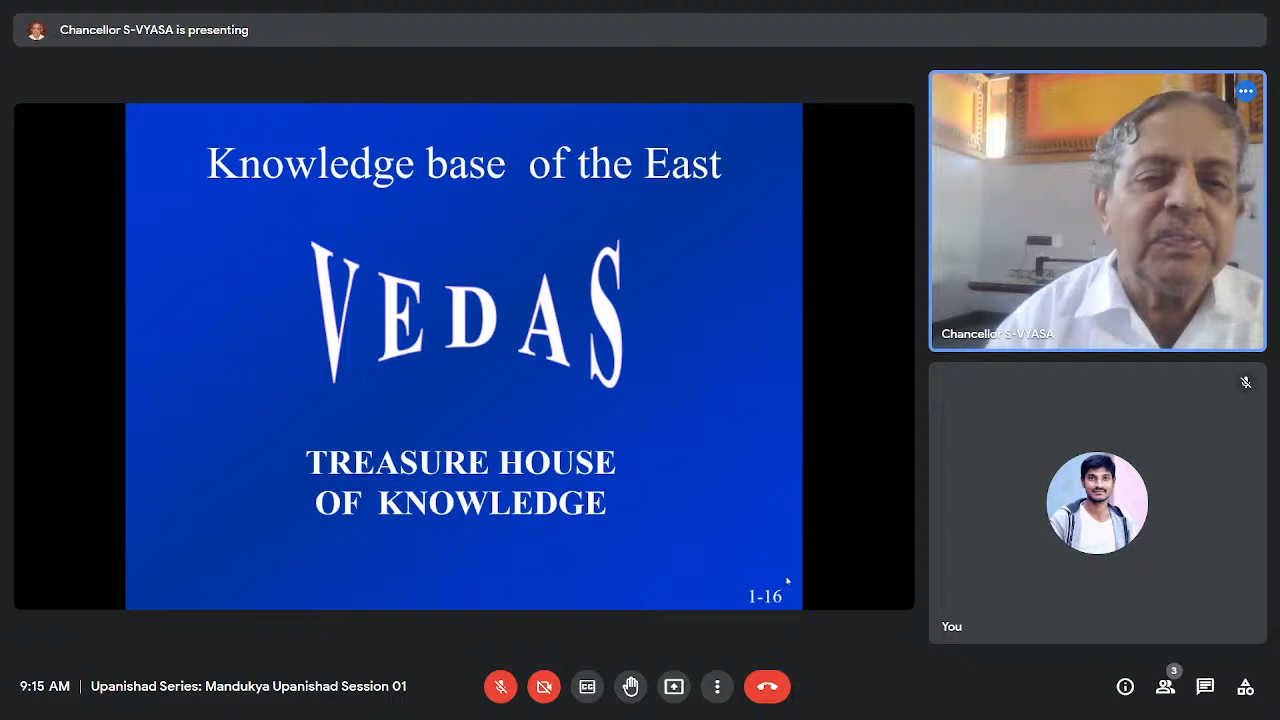 Chancellor S-VYASA is presenting
Knowledge base of the East
VEDAS
TREASURE HOUSE
OF KNOWLEDGE
1-16
Chancellor S-VYASA
You
9:15 AM | Upanishad Series: Mandukya Upanishad Session 01
CC
3